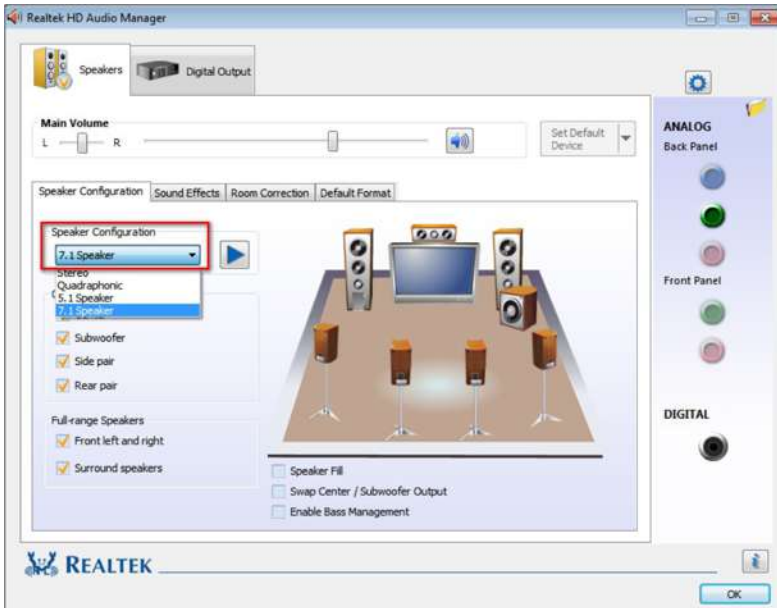 Realtek HD Audio Manager
Speakers
Digital Output
Main Volume
L
R
Set Default
Device
ANALOG
Back Panel
Speaker Configuration
Sound Effects
Room Correction
Default Format
Speaker Configuration
7.1 Speaker
Stereo
Quadraphonic
5.1 Speaker
7.1 Speaker
Subwoofer
Side pair
Rear pair
Front Panel
Full-range Speakers
Front left and right
Surround speakers
DIGITAL
Speaker Fill
Swap Center / Subwoofer Output
Enable Bass Management
REALTEK
OK